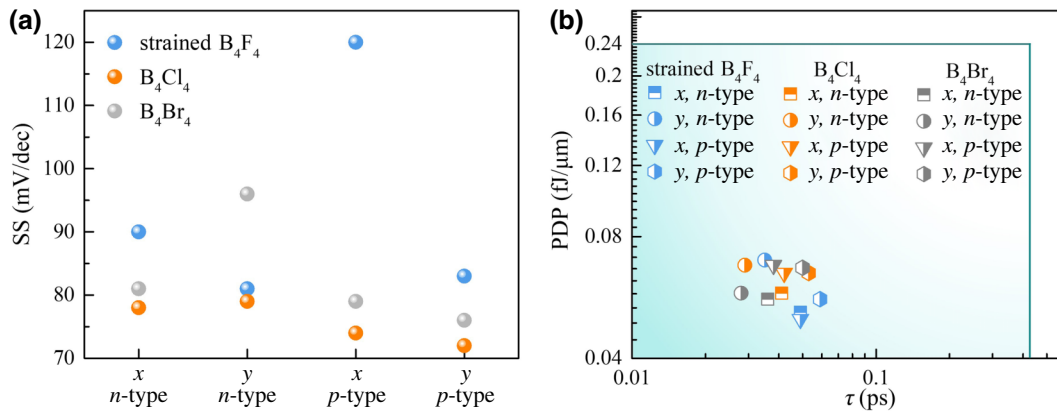 (a)
120
110
100
90
80
70
SS (mV/dec)
strained B₄F₄
B₄Cl₄
B₄Br₄
x
n-type
y
n-type
x
p-type
y
p-type
(b)
0.24
0.2
0.16
0.12
0.08
0.04
PDP (fJ/μm)
strained B₄F₄
x, n-type
y, n-type
x, p-type
y, p-type
B₄Cl₄
x, n-type
y, n-type
x, p-type
y, p-type
B₄Br₄
x, n-type
y, n-type
x, p-type
y, p-type
0.01
0.1
τ (ps)